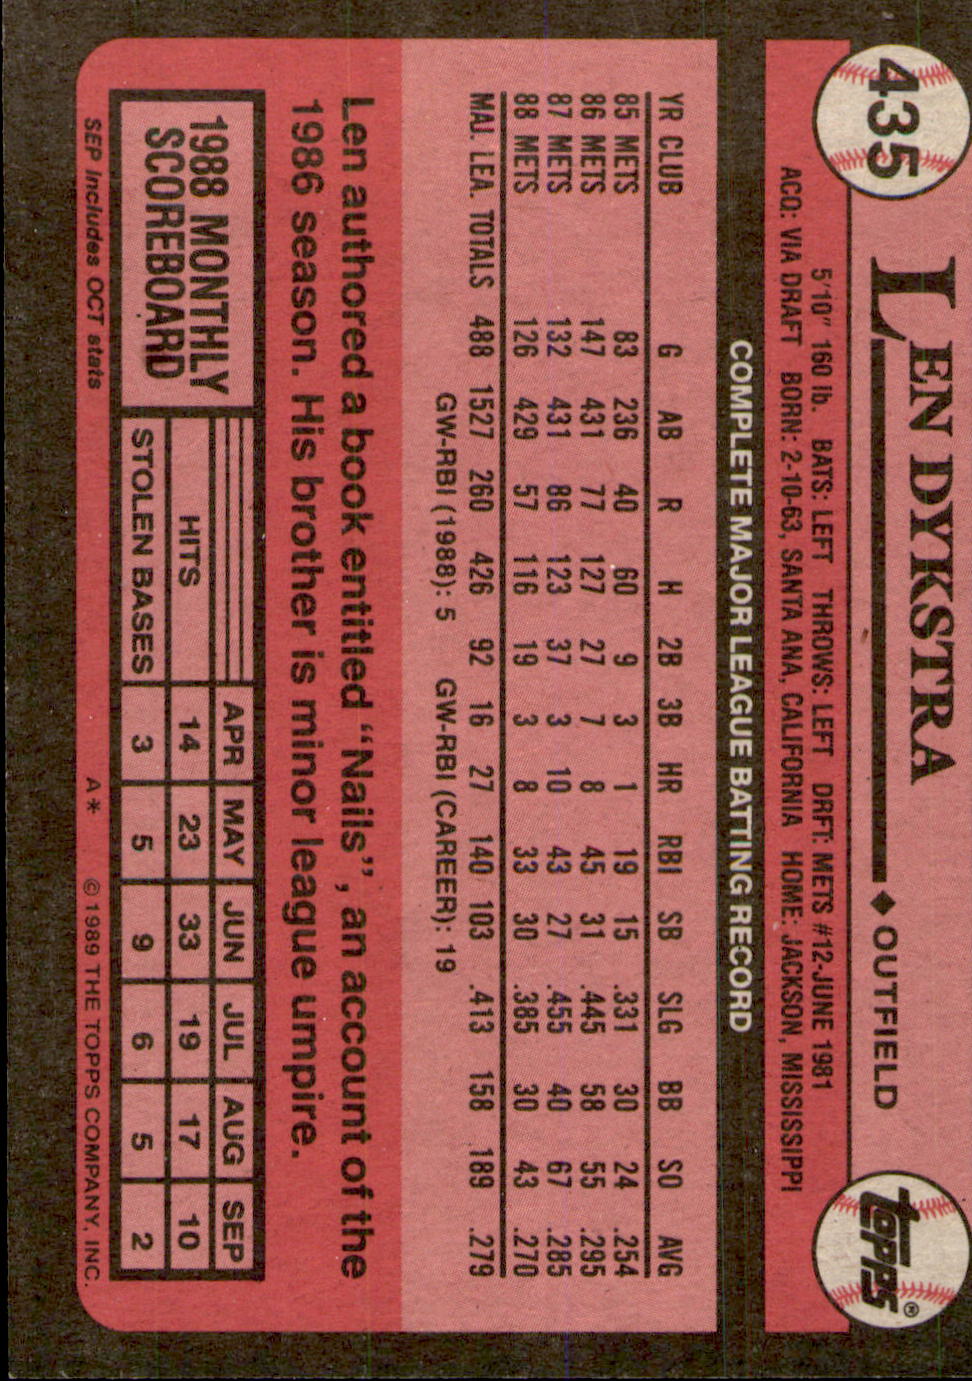 435
LEN DYKSTRA ◆ OUTFIELD
TOPPS®
5'10" 160 lb. BATS: LEFT THROWS: LEFT DRFT: METS #12-JUNE 1981
ACQ: VIA DRAFT BORN: 2-10-63, SANTA ANA, CALIFORNIA HOME: JACKSON, MISSISSIPPI
COMPLETE MAJOR LEAGUE BATTING RECORD
YR CLUB G AB R H 2B 3B HR RBI SB SLG BB SO AVG
85 METS 83 236 40 60 9 3 1 19 15 .331 30 24 .254
86 METS 147 431 77 127 27 7 8 45 31 .445 58 55 .295
87 METS 132 431 86 123 37 3 10 43 27 .455 40 67 .285
88 METS 126 429 57 116 19 3 8 33 30 .385 30 43 .270
MAJ. LEA. TOTALS 488 1527 260 426 92 16 27 140 103 .413 158 189 .279
GW-RBI (1988): 5 GW-RBI (CAREER): 19
Len authored a book entitled "Nails", an account of the
1986 season. His brother is minor league umpire.
1988 MONTHLY
SCOREBOARD
APR MAY JUN JUL AUG SEP
HITS 14 23 33 19 17 10
STOLEN BASES 3 5 9 6 5 2
SEP Includes OCT stats A* © 1989 THE TOPPS COMPANY, INC.